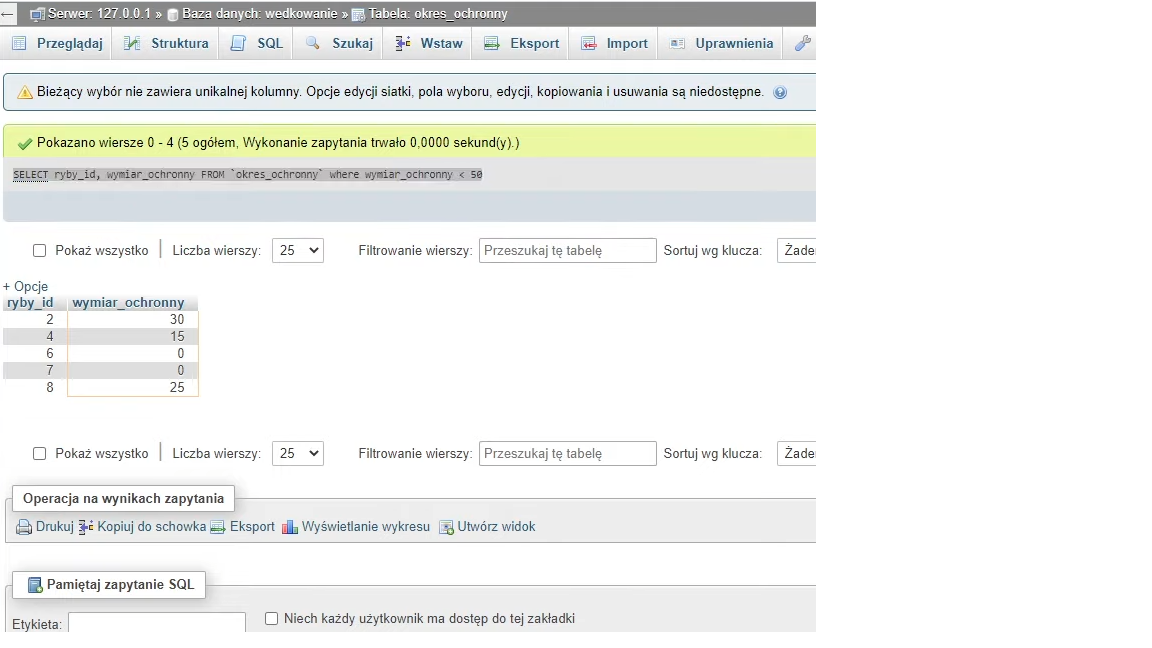 Serwer: 127.0.0.1 » Baza danych: wedkowanie » Tabela: okres_ochronny
Przeglądaj Struktura SQL Szukaj Wstaw Eksport Import Uprawnienia
Bieżący wybór nie zawiera unikalnej kolumny. Opcje edycji siatki, pola wyboru, edycji, kopiowania i usuwania są niedostępne.
Pokazano wiersze 0 - 4 (5 ogółem, Wykonanie zapytania trwało 0,0000 sekund(y).)
SELECT ryby_id, wymiar_ochronny FROM `okres_ochronny` where wymiar_ochronny < 50
Pokaż wszystko | Liczba wierszy: 25 Filtrowanie wierszy: Przeszukaj tę tabelę Sortuj wg klucza: Żade
+ Opcje
ryby_id wymiar_ochronny
2 30
4 15
6 0
7 0
8 25
Pokaż wszystko | Liczba wierszy: 25 Filtrowanie wierszy: Przeszukaj tę tabelę Sortuj wg klucza: Żade
Operacja na wynikach zapytania
Drukuj Kopiuj do schowka Eksport Wyświetlanie wykresu Utwórz widok
Pamiętaj zapytanie SQL
Etykieta: Niech każdy użytkownik ma dostęp do tej zakładki